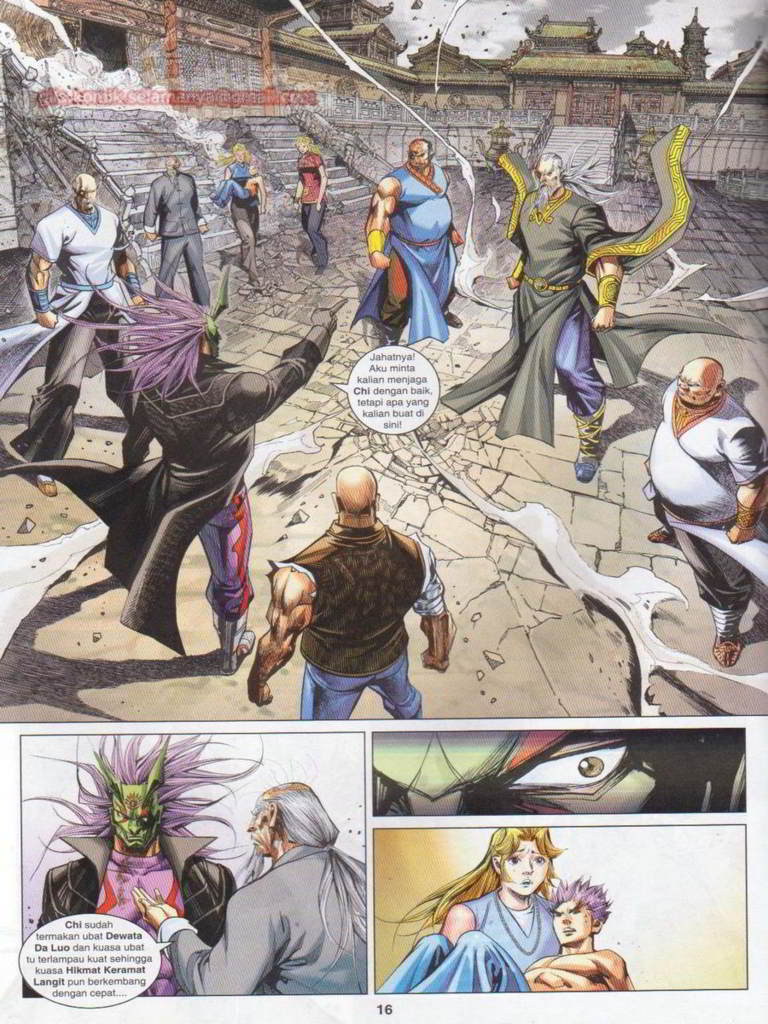 Jahatnya!
Aku minta
kalian menjaga
Chi dengan baik,
tetapi apa yang
kalian buat di
sini!
Chi sudah
termakan ubat Dewata
Da Luo dan kuasa ubat
tu terlampau kuat sehingga
kuasa Hikmat Keramat
Langit pun berkembang
dengan cepat....
16